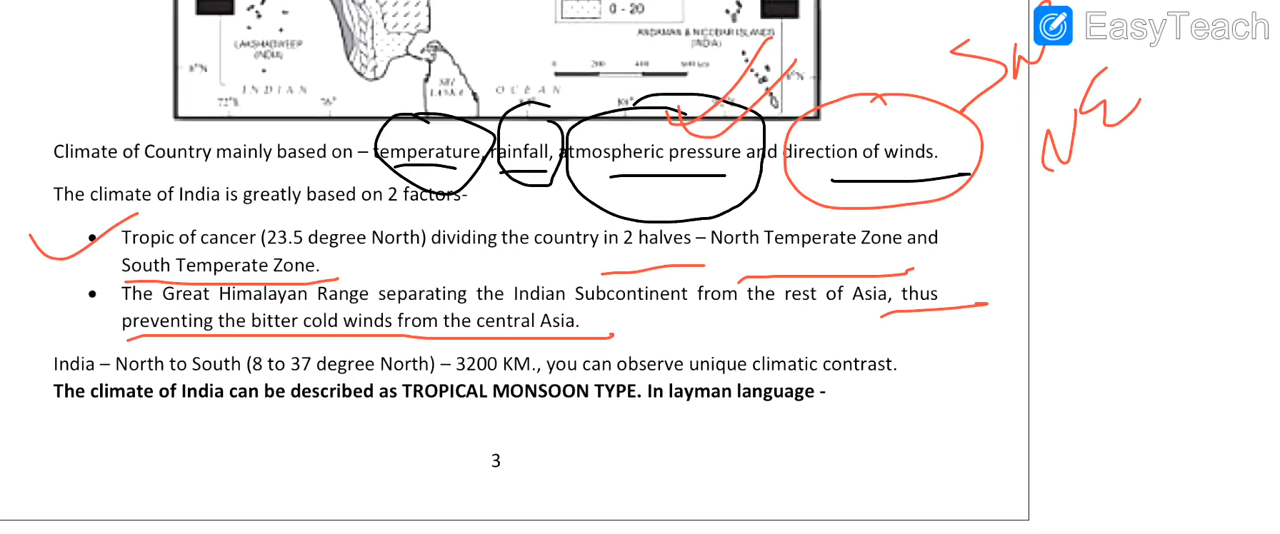 0 - 20
EasyTeach
LAKSHADWEEP
(INDIA)
ANDAMAN & NICOBAR ISLANDS
(INDIA)
8°N
SRI
LANKA
INDIAN OCEAN
72°E
76°
NE
Climate of Country mainly based on – temperature, rainfall, atmospheric pressure and direction of winds.
The climate of India is greatly based on 2 factors-
• Tropic of cancer (23.5 degree North) dividing the country in 2 halves – North Temperate Zone and
South Temperate Zone.
• The Great Himalayan Range separating the Indian Subcontinent from the rest of Asia, thus
preventing the bitter cold winds from the central Asia.
India – North to South (8 to 37 degree North) – 3200 KM., you can observe unique climatic contrast.
The climate of India can be described as TROPICAL MONSOON TYPE. In layman language -
3